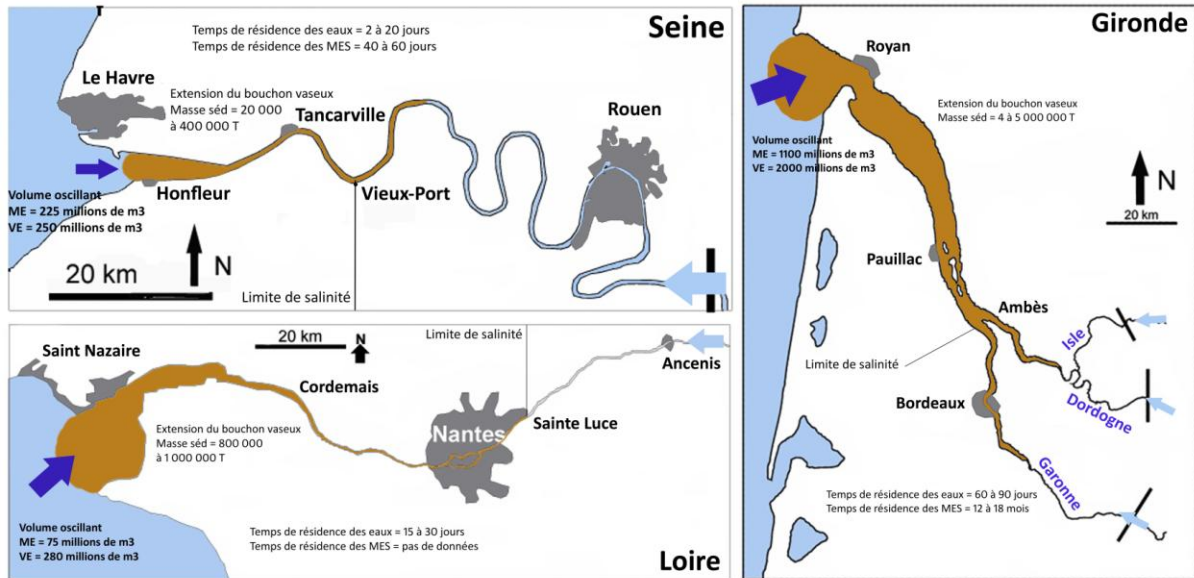 Seine
Temps de résidence des eaux = 2 à 20 jours
Temps de résidence des MES = 40 à 60 jours
Le Havre
Extension du bouchon vaseux
Masse séd = 20 000
à 400 000 T
Tancarville
Rouen
Honfleur
Vieux-Port
Volume oscillant
ME = 225 millions de m3
VE = 250 millions de m3
N
20 km
Limite de salinité
20 km
N
Limite de salinité
Saint Nazaire
Ancenis
Cordemais
Sainte Luce
Nantes
Extension du bouchon vaseux
Masse séd = 800 000
à 1 000 000 T
Volume oscillant
ME = 75 millions de m3
VE = 280 millions de m3
Temps de résidence des eaux = 15 à 30 jours
Temps de résidence des MES = pas de données
Loire
Gironde
Royan
Extension du bouchon vaseux
Masse séd = 4 à 5 000 000 T
Volume oscillant
ME = 1100 millions de m3
VE = 2000 millions de m3
N
20 km
Pauillac
Ambès
Isle
Limite de salinité
Dordogne
Bordeaux
Garonne
Temps de résidence des eaux = 60 à 90 jours
Temps de résidence des MES = 12 à 18 mois